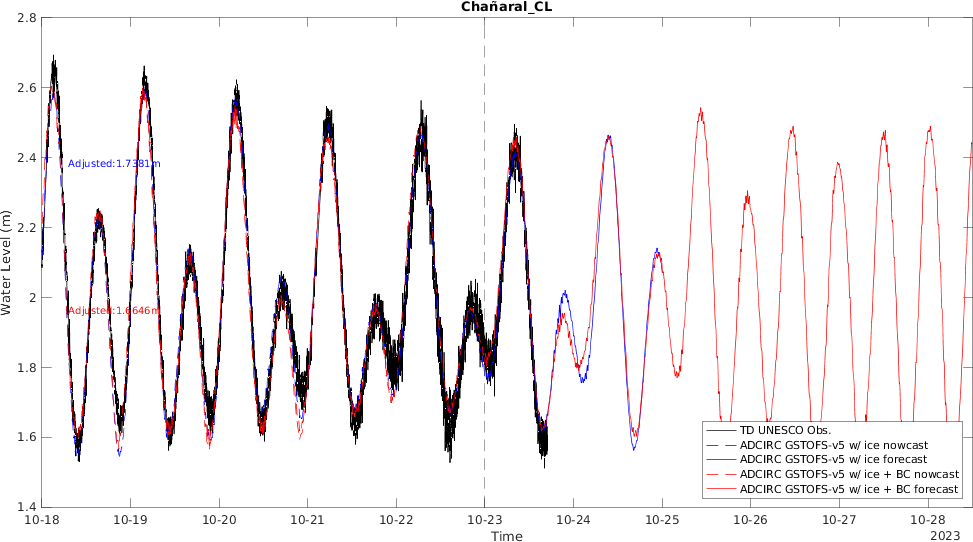 Chañaral_CL
2.8
2.6
2.4
2.2
2
1.8
1.6
1.4
Water Level (m)
Adjusted:1.7381m
Adjusted:1.6646m
TD UNESCO Obs.
ADCIRC GSTOFS-v5 w/ ice nowcast
ADCIRC GSTOFS-v5 w/ ice forecast
ADCIRC GSTOFS-v5 w/ ice + BC nowcast
ADCIRC GSTOFS-v5 w/ ice + BC forecast
10-18 10-19 10-20 10-21 10-22 10-23 10-24 10-25 10-26 10-27 10-28
Time
2023